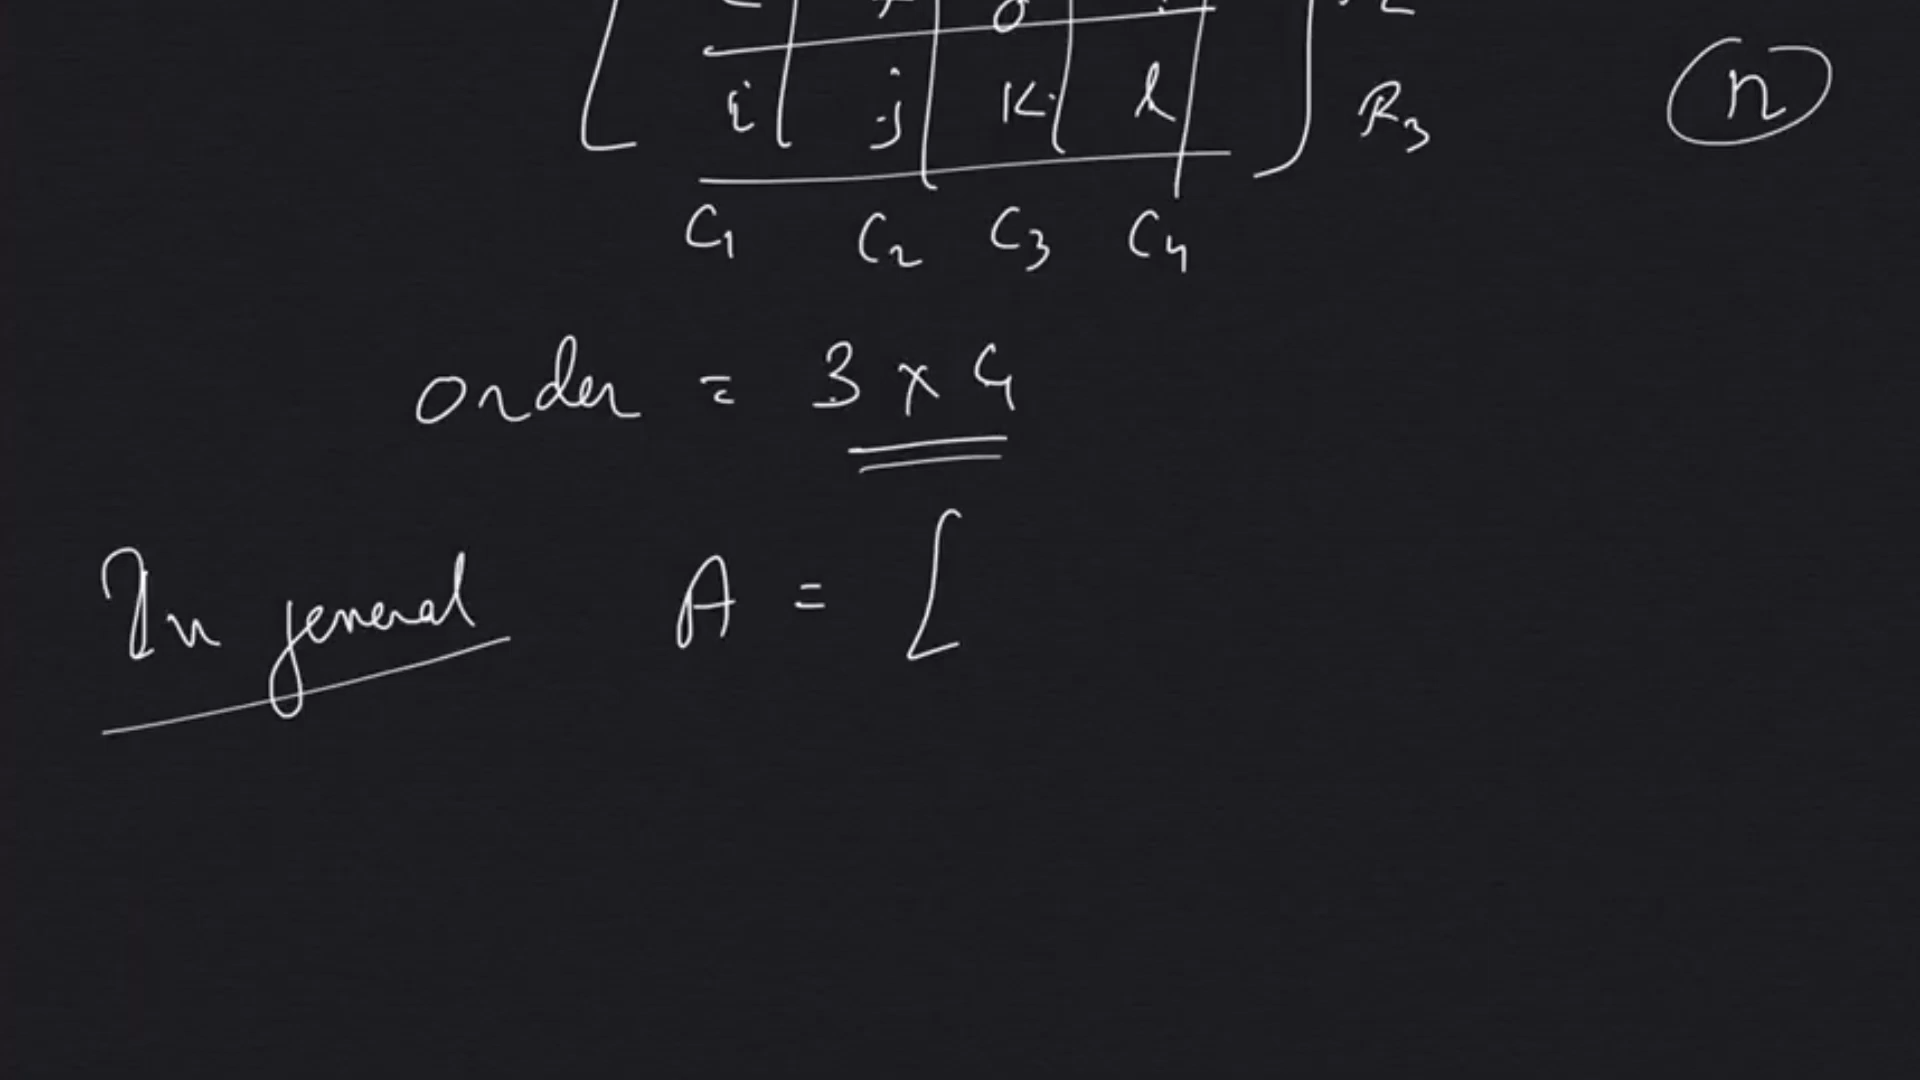 i j k l R3
n
C1 C2 C3 C4
order = 3 x 4
In general A = [